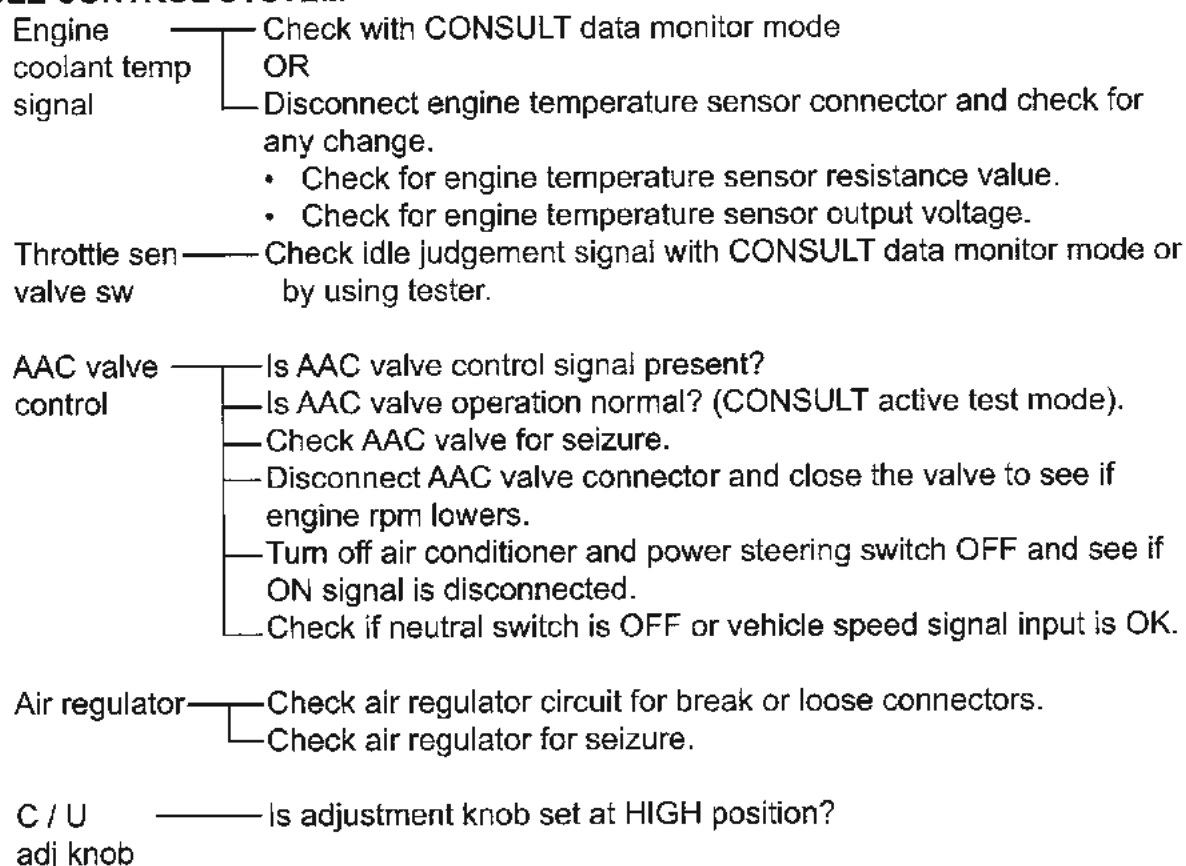 Engine Check with CONSULT data monitor mode
coolant temp OR
signal Disconnect engine temperature sensor connector and check for
any change.
• Check for engine temperature sensor resistance value.
• Check for engine temperature sensor output voltage.
Throttle sen Check idle judgement signal with CONSULT data monitor mode or
valve sw by using tester.
AAC valve Is AAC valve control signal present?
control Is AAC valve operation normal? (CONSULT active test mode).
Check AAC valve for seizure.
Disconnect AAC valve connector and close the valve to see if
engine rpm lowers.
Turn off air conditioner and power steering switch OFF and see if
ON signal is disconnected.
Check if neutral switch is OFF or vehicle speed signal input is OK.
Air regulator Check air regulator circuit for break or loose connectors.
Check air regulator for seizure.
C / U Is adjustment knob set at HIGH position?
adj knob